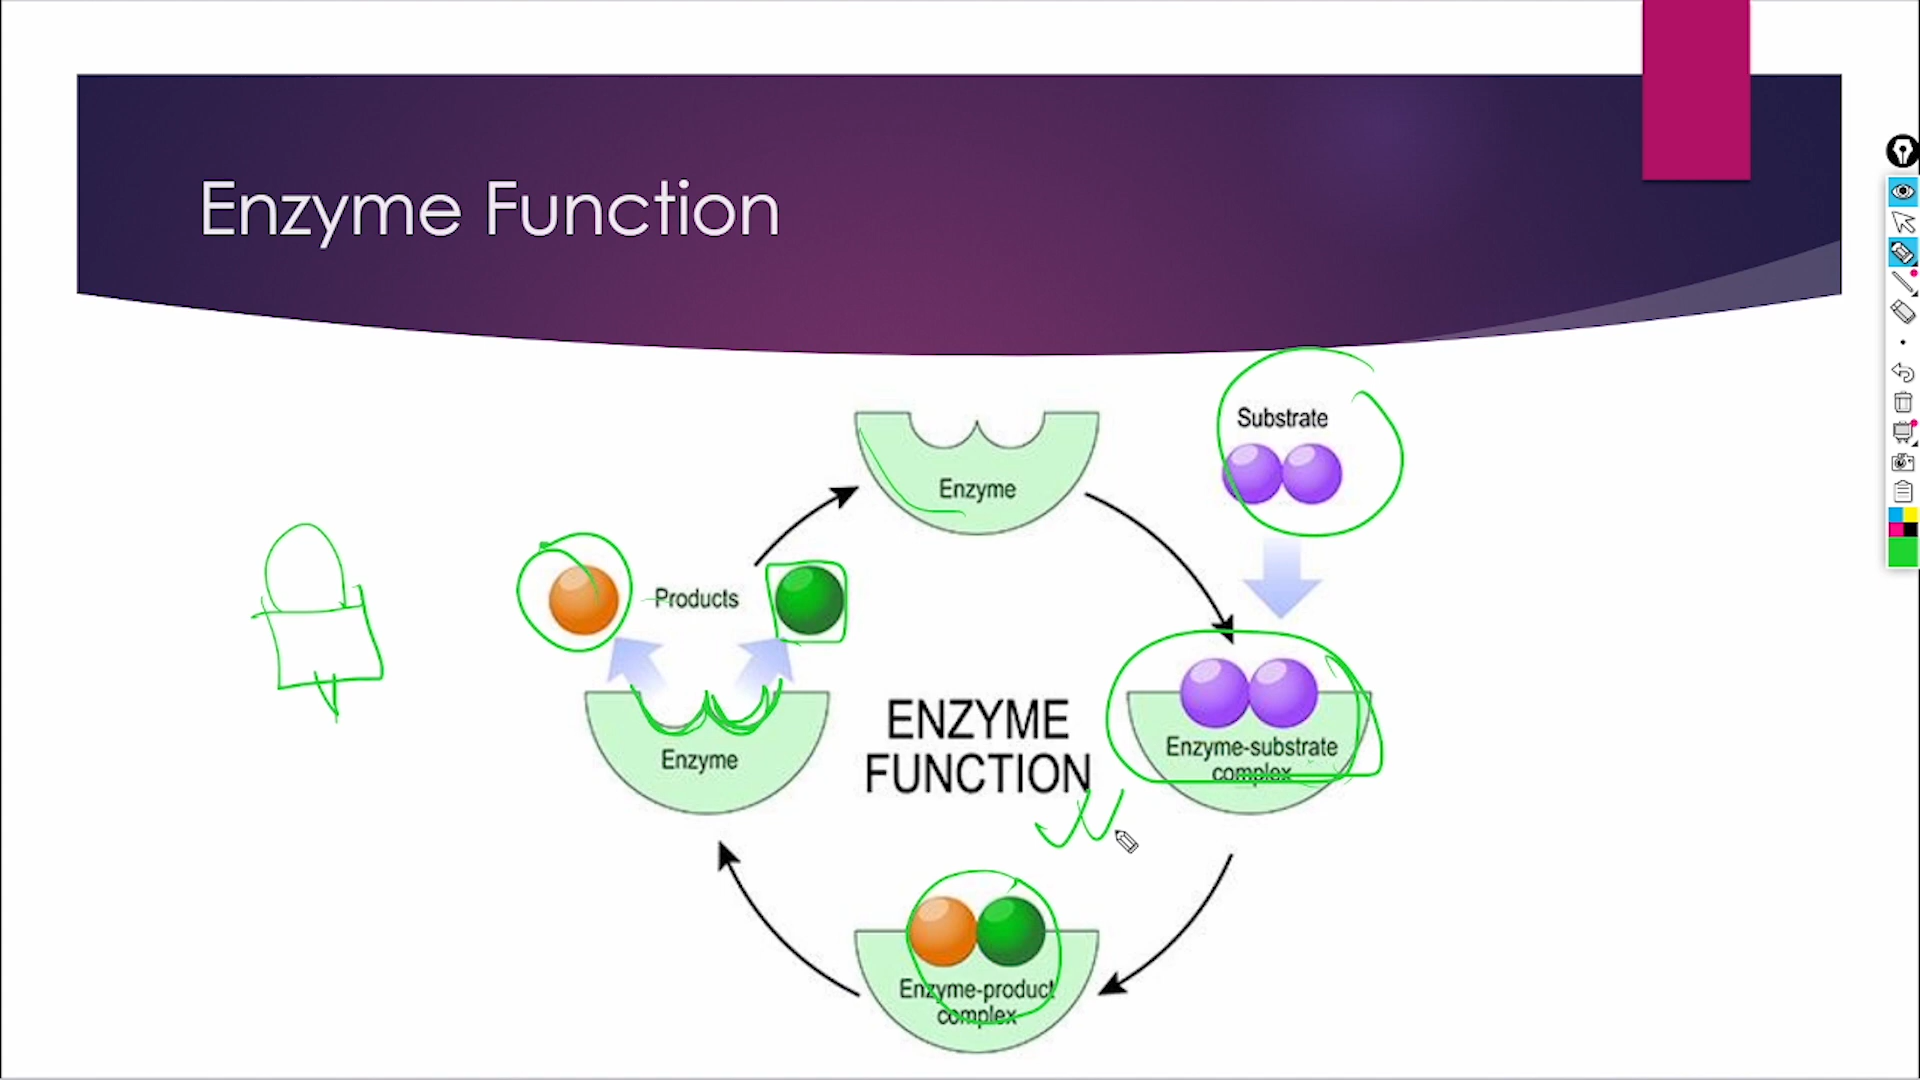 Enzyme Function
Substrate
Enzyme
Products
ENZYME
FUNCTION
Enzyme
Enzyme-substrate
complex
Enzyme-product
complex